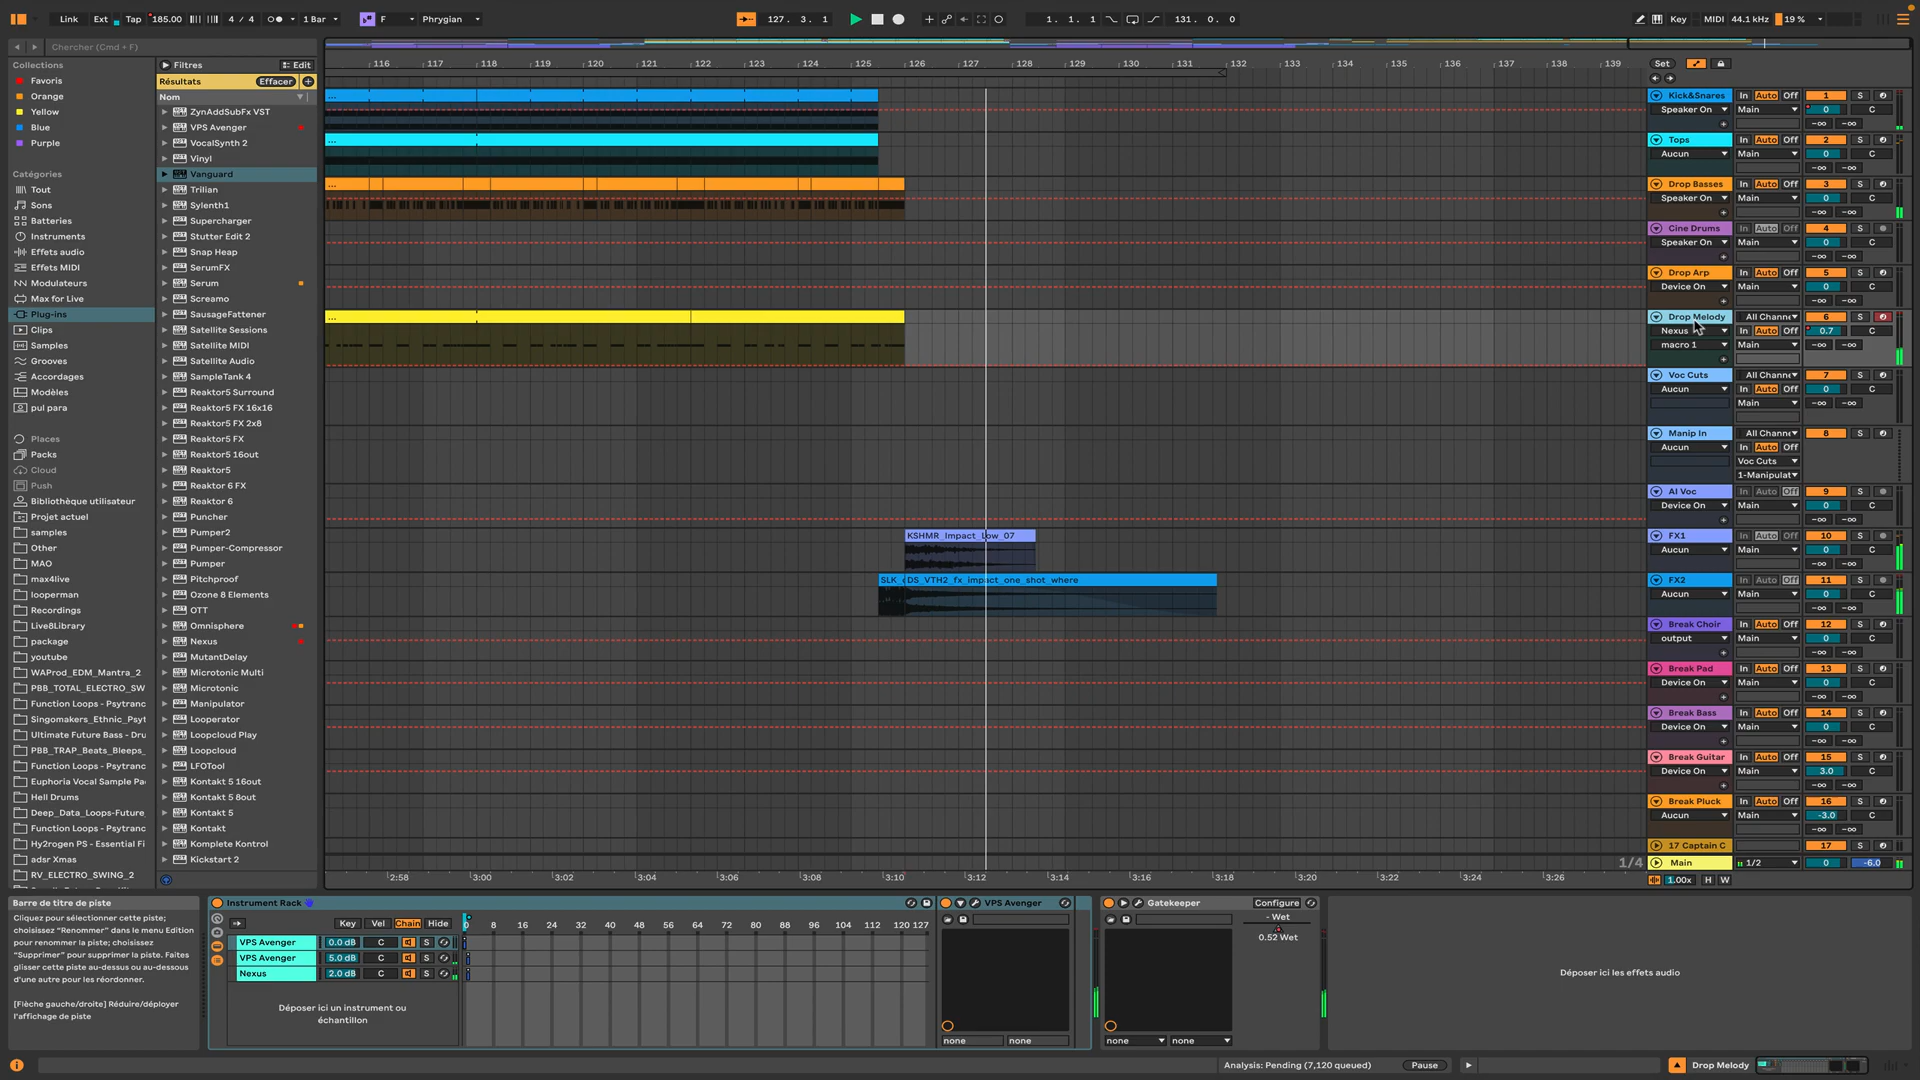 Link Ext Tap 185.00 4 / 4 1 Bar F Phrygian 127. 3. 1 1. 1. 1 131. 0. 0 Key MIDI 44.1 kHz 19 %
Chercher (Cmd + F)
Collections
Favoris
Orange
Yellow
Blue
Purple
Catégories
Tout
Sons
Batteries
Instruments
Effets audio
Effets MIDI
Modulateurs
Max for Live
Plug-ins
Clips
Samples
Grooves
Accordages
Modèles
pul para
Places
Packs
Cloud
Push
Bibliothèque utilisateur
Projet actuel
samples
Other
MAO
max4live
looperman
Recordings
Live8Library
package
youtube
WAProd_EDM_Mantra_2
PBB_TOTAL_ELECTRO_SW
Function Loops - Psytranc
Singomakers_Ethnic_Psyt
Ultimate Future Bass - Dru
PBB_TRAP_Beats_Bleeps_
Function Loops - Psytranc
Euphoria Vocal Sample Pa
Hell Drums
Deep_Data_Loops-Future_
Function Loops - Psytranc
Hy2rogen PS - Essential Fi
adsr Xmas
RV_ELECTRO_SWING_2
Filtres Edit
Résultats Effacer
Nom
ZynAddSubFx VST
VPS Avenger
VocalSynth 2
Vinyl
Vanguard
Trilian
Sylenth1
Supercharger
Stutter Edit 2
Snap Heap
SerumFX
Serum
Screamo
SausageFattener
Satellite Sessions
Satellite MIDI
Satellite Audio
SampleTank 4
Reaktor5 Surround
Reaktor5 FX 16x16
Reaktor5 FX 2x8
Reaktor5 FX
Reaktor5 16out
Reaktor5
Reaktor 6 FX
Reaktor 6
Puncher
Pumper2
Pumper-Compressor
Pumper
Pitchproof
Ozone 8 Elements
OTT
Omnisphere
Nexus
MutantDelay
Microtonic Multi
Microtonic
Manipulator
Looperator
Loopcloud Play
Loopcloud
LFOTool
Kontakt 5 16out
Kontakt 5 8out
Kontakt 5
Kontakt
Komplete Kontrol
Kickstart 2
116 117 118 119 120 121 122 123 124 125 126 127 128 129 130 131 132 133 134 135 136 137 138 139
KSHMR_Impact_Low_07
DS_VTH2_fx_impact_one_shot_where
1/4
2:58 3:00 3:02 3:04 3:06 3:08 3:10 3:12 3:14 3:16 3:18 3:20 3:22 3:24 3:26
Set
Kick&Snares In Auto Off 1 S
Speaker On Main 0 C
-∞ -∞
Tops In Auto Off 2 S
Aucun Main 0 C
-∞ -∞
Drop Basses In Auto Off 3 S
Speaker On Main 0 C
-∞ -∞
Cine Drums In Auto Off 4 S
Speaker On Main 0 C
-∞ -∞
Drop Arp In Auto Off 5 S
Device On Main 0 C
-∞ -∞
Drop Melody All Channe 6 S
Nexus In Auto Off 0.7 C
macro 1 Main -∞ -∞
Voc Cuts All Channe 7 S
Aucun In Auto Off 0 C
Main -∞ -∞
Manip In All Channe 8 S
Aucun In Auto Off
Voc Cuts
1-Manipulat
AI Voc In Auto Off 9 S
Device On Main 0 C
-∞ -∞
FX1 In Auto Off 10 S
Aucun Main 0 C
-∞ -∞
FX2 In Auto Off 11 S
Aucun Main 0 C
-∞ -∞
Break Choir In Auto Off 12 S
output Main 0 C
-∞ -∞
Break Pad In Auto Off 13 S
Device On Main 0 C
-∞ -∞
Break Bass In Auto Off 14 S
Device On Main 0 C
-∞ -∞
Break Guitar In Auto Off 15 S
Device On Main 3.0 C
-∞ -∞
Break Pluck In Auto Off 16 S
Aucun Main -3.0 C
-∞ -∞
17 Captain C 17 S
Main 1/2 0 -6.0
1.00x H W
Barre de titre de piste
Cliquez pour sélectionner cette piste;
choisissez "Renommer" dans le menu Edition
pour renommer la piste; choisissez
"Supprimer" pour supprimer la piste. Faites
glisser cette piste au-dessus ou au-dessous
d'une autre pour les réordonner.
[Flèche gauche/droite] Réduire/déployer
l'affichage de piste
Instrument Rack
Key Vel Chain Hide 0 8 16 24 32 40 48 56 64 72 80 88 96 104 112 120 127
VPS Avenger 0.0 dB C S
VPS Avenger 5.0 dB C S
Nexus 2.0 dB C S
Déposer ici un instrument ou
échantillon
VPS Avenger
none none
Gatekeeper Configure
- Wet
0.52 Wet
none none
Déposer ici les effets audio
Analysis: Pending (7,120 queued) Pause Drop Melody